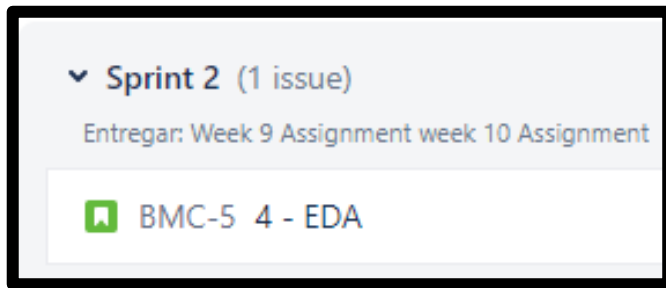 Sprint 2 (1 issue)
Entregar: Week 9 Assignment week 10 Assignment
BMC-5 4 - EDA